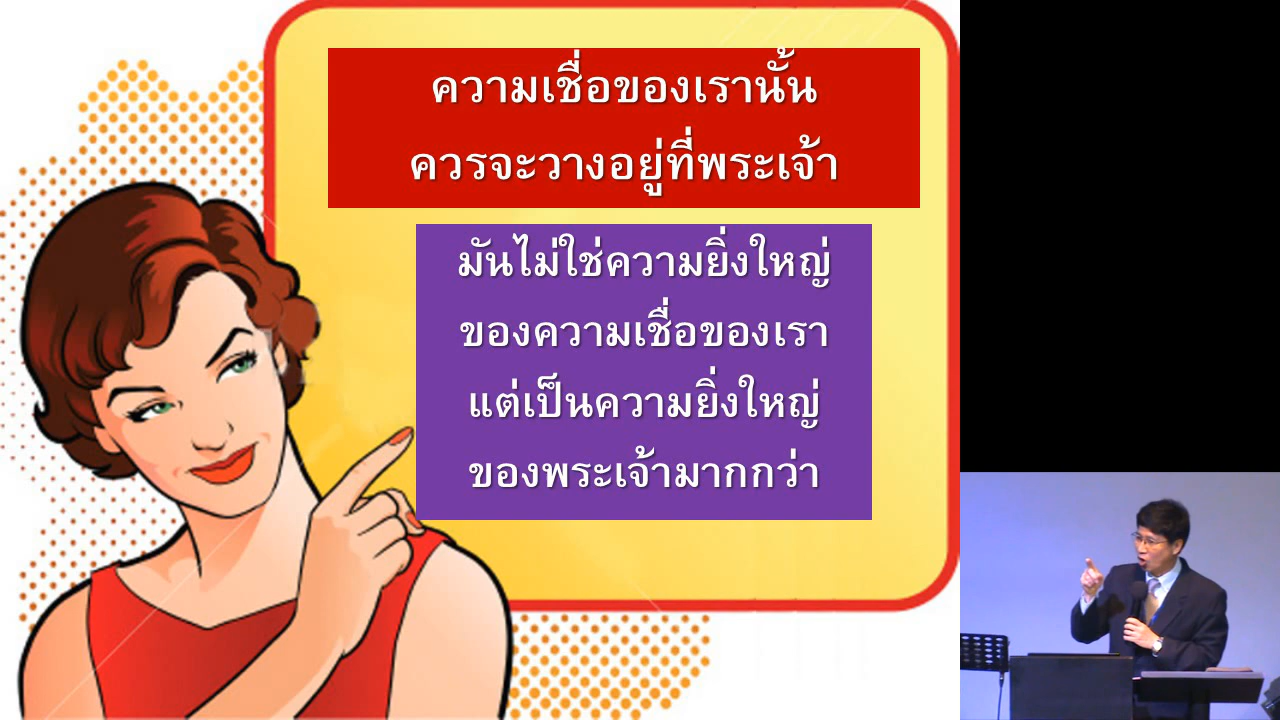 ความเชื่อของเรานั้น
ควรจะวางอยู่ที่พระเจ้า
มันไม่ใช่ความยิ่งใหญ่
ของความเชื่อของเรา
แต่เป็นความยิ่งใหญ่
ของพระเจ้ามากกว่า